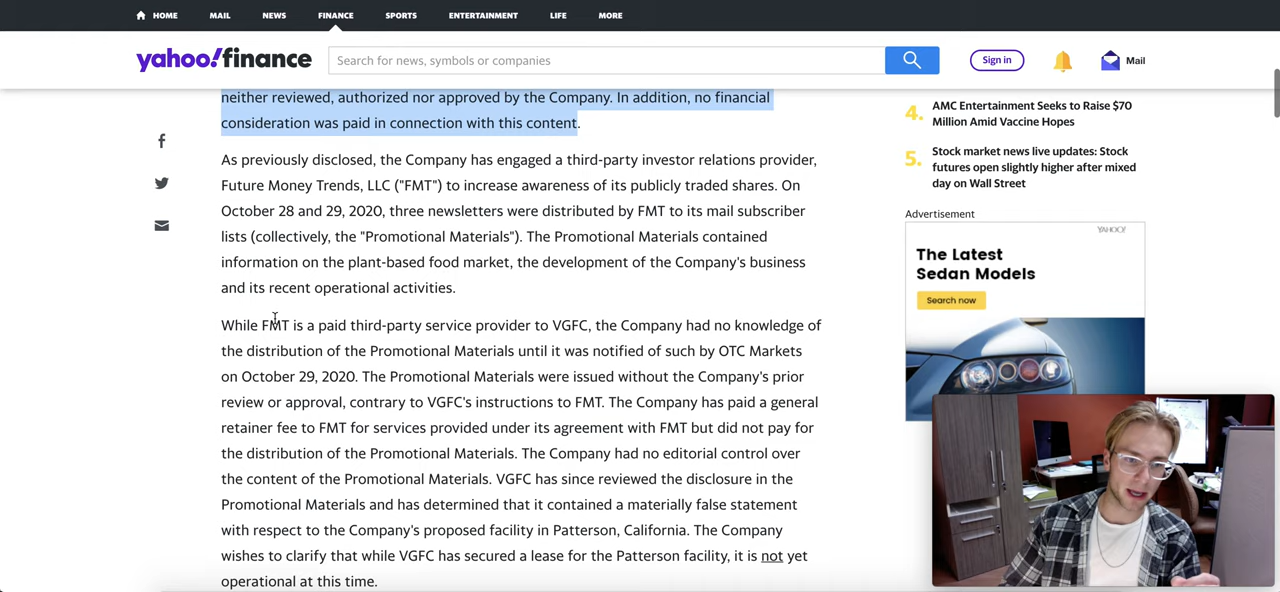 HOME
MAIL
NEWS
FINANCE
SPORTS
ENTERTAINMENT
LIFE
MORE
yahoo!finance
Search for news, symbols or companies
Sign in
Mail
neither reviewed, authorized nor approved by the Company. In addition, no financial
consideration was paid in connection with this content.
As previously disclosed, the Company has engaged a third-party investor relations provider,
Future Money Trends, LLC ("FMT") to increase awareness of its publicly traded shares. On
October 28 and 29, 2020, three newsletters were distributed by FMT to its mail subscriber
lists (collectively, the "Promotional Materials"). The Promotional Materials contained
information on the plant-based food market, the development of the Company's business
and its recent operational activities.
While FMT is a paid third-party service provider to VGFC, the Company had no knowledge of
the distribution of the Promotional Materials until it was notified of such by OTC Markets
on October 29, 2020. The Promotional Materials were issued without the Company's prior
review or approval, contrary to VGFC's instructions to FMT. The Company has paid a general
retainer fee to FMT for services provided under its agreement with FMT but did not pay for
the distribution of the Promotional Materials. The Company had no editorial control over
the content of the Promotional Materials. VGFC has since reviewed the disclosure in the
Promotional Materials and has determined that it contained a materially false statement
with respect to the Company's proposed facility in Patterson, California. The Company
wishes to clarify that while VGFC has secured a lease for the Patterson facility, it is not yet
operational at this time.
4. AMC Entertainment Seeks to Raise $70
Million Amid Vaccine Hopes
5. Stock market news live updates: Stock
futures open slightly higher after mixed
day on Wall Street
Advertisement
YAHOO!
The Latest
Sedan Models
Search now